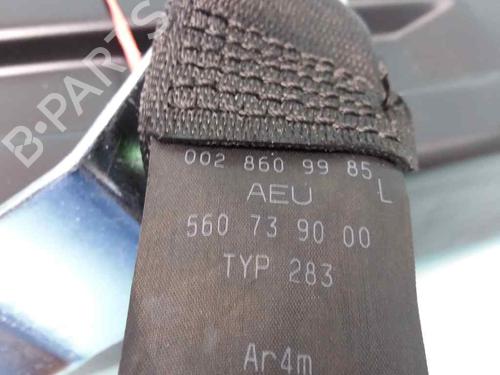 B-PARTS
002 860 99 85
AEU L
560 73 90 00
TYP 283
Ar4m